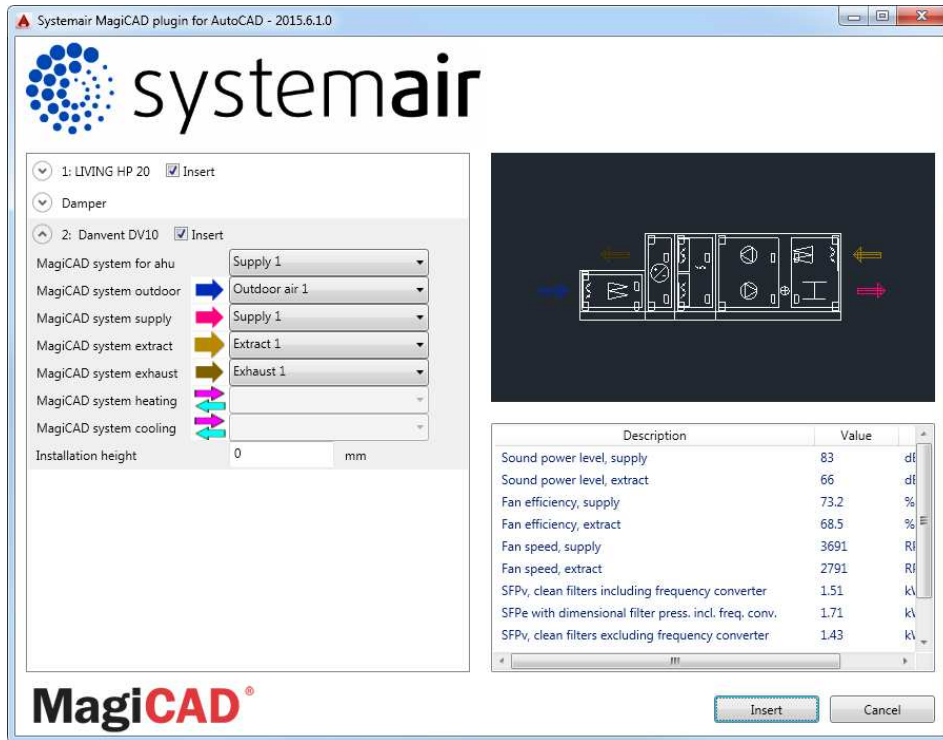 Systemair MagiCAD plugin for AutoCAD - 2015.6.1.0
systemair
1: LIVING HP 20 Insert
Damper
2: Danvent DV10 Insert
MagiCAD system for ahu Supply 1
MagiCAD system outdoor Outdoor air 1
MagiCAD system supply Supply 1
MagiCAD system extract Extract 1
MagiCAD system exhaust Exhaust 1
MagiCAD system heating
MagiCAD system cooling
Installation height 0 mm
Description Value
Sound power level, supply 83
Sound power level, extract 66
Fan efficiency, supply 73.2 %
Fan efficiency, extract 68.5 %
Fan speed, supply 3691
Fan speed, extract 2791
SFPv, clean filters including frequency converter 1.51
SFPe with dimensional filter press. incl. freq. conv. 1.71
SFPv, clean filters excluding frequency converter 1.43
MagiCAD®
Insert Cancel